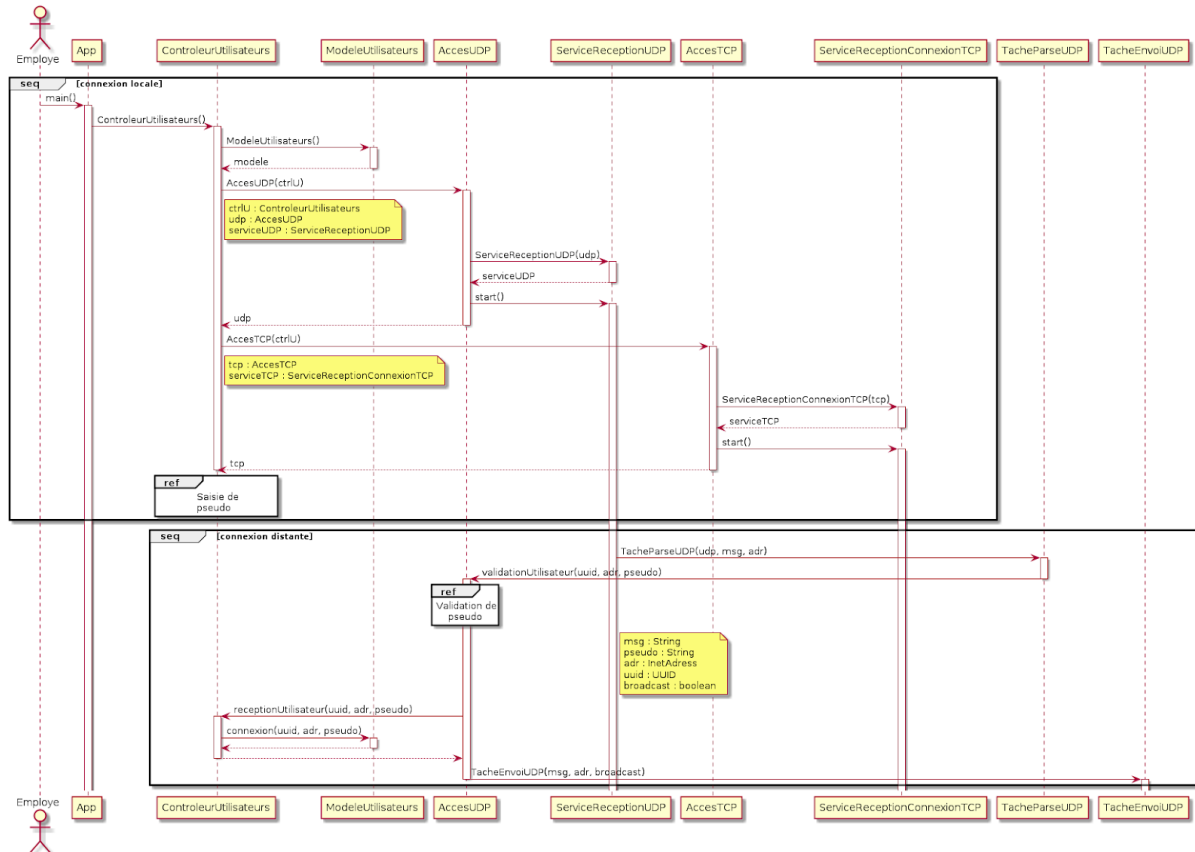 Employe
App
ControleurUtilisateurs
ModeleUtilisateurs
AccesUDP
ServiceReceptionUDP
AccesTCP
ServiceReceptionConnexionTCP
TacheParseUDP
TacheEnvoiUDP
seq [connexion locale]
main()
ControleurUtilisateurs()
ModeleUtilisateurs()
modele
AccesUDP(ctrlU)
ctrlU : ControleurUtilisateurs
udp : AccesUDP
serviceUDP : ServiceReceptionUDP
ServiceReceptionUDP(udp)
serviceUDP
start()
udp
AccesTCP(ctrlU)
tcp : AccesTCP
serviceTCP : ServiceReceptionConnexionTCP
ServiceReceptionConnexionTCP(tcp)
serviceTCP
start()
tcp
ref
Saisie de
pseudo
seq [connexion distante]
TacheParseUDP(udp, msg, adr)
validationUtilisateur(uuid, adr, pseudo)
ref
Validation de
pseudo
msg : String
pseudo : String
adr : InetAdress
uuid : UUID
broadcast : boolean
receptionUtilisateur(uuid, adr, pseudo)
connexion(uuid, adr, pseudo)
TacheEnvoiUDP(msg, adr, broadcast)
Employe
App
ControleurUtilisateurs
ModeleUtilisateurs
AccesUDP
ServiceReceptionUDP
AccesTCP
ServiceReceptionConnexionTCP
TacheParseUDP
TacheEnvoiUDP